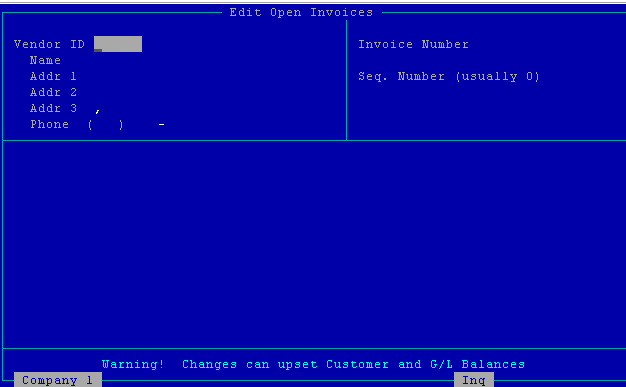 Edit Open Invoices
Vendor ID
Invoice Number
Name
Addr 1
Seq. Number (usually 0)
Addr 2
Addr 3 ,
Phone ( ) -
Warning! Changes can upset Customer and G/L Balances
Company 1
Inq